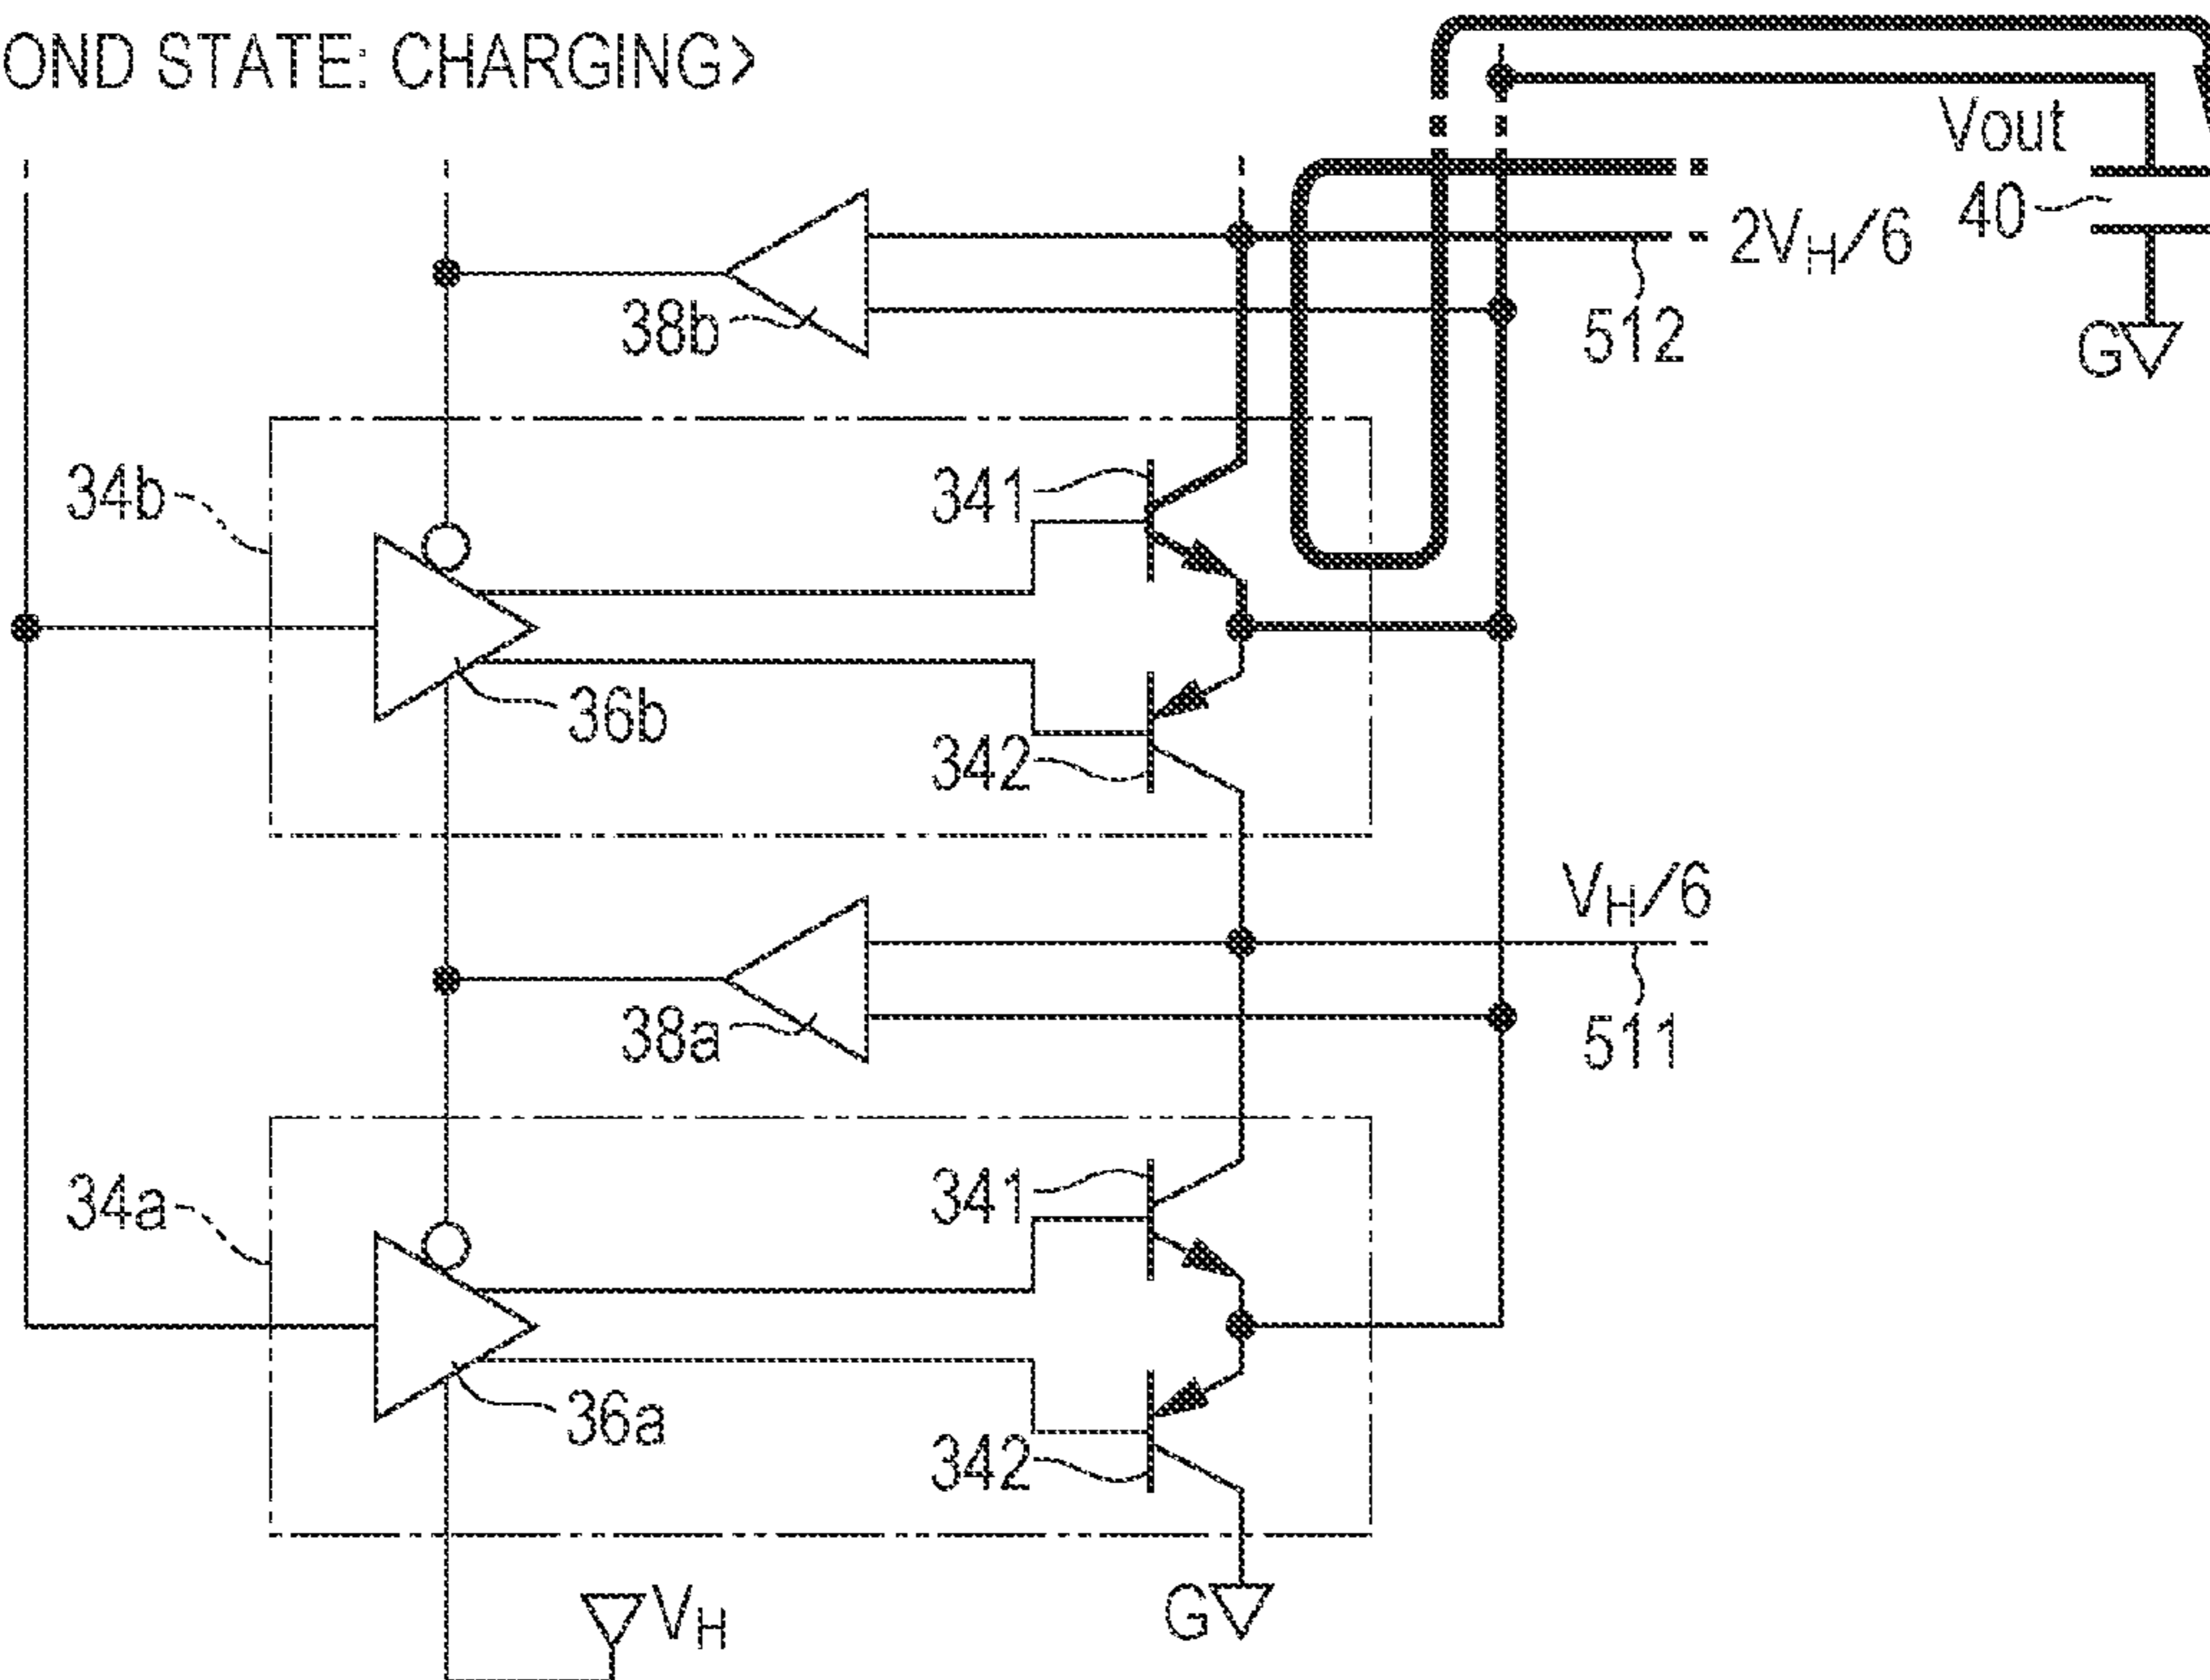 OND STATE: CHARGING>
Vout
40
2VH/6
38b
512
G
34b
341
36b
342
VH/6
38a
511
34a
341
36a
342
VH
G